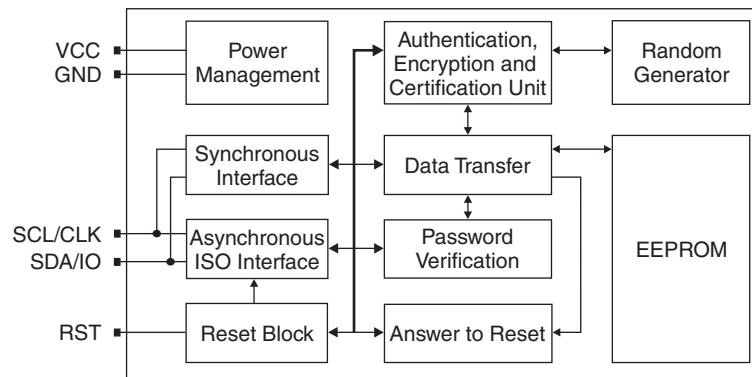 VCC
GND
Power
Management
Authentication,
Encryption and
Certification Unit
Random
Generator
Synchronous
Interface
Data Transfer
SCL/CLK
SDA/IO
Asynchronous
ISO Interface
Password
Verification
EEPROM
RST
Reset Block
Answer to Reset